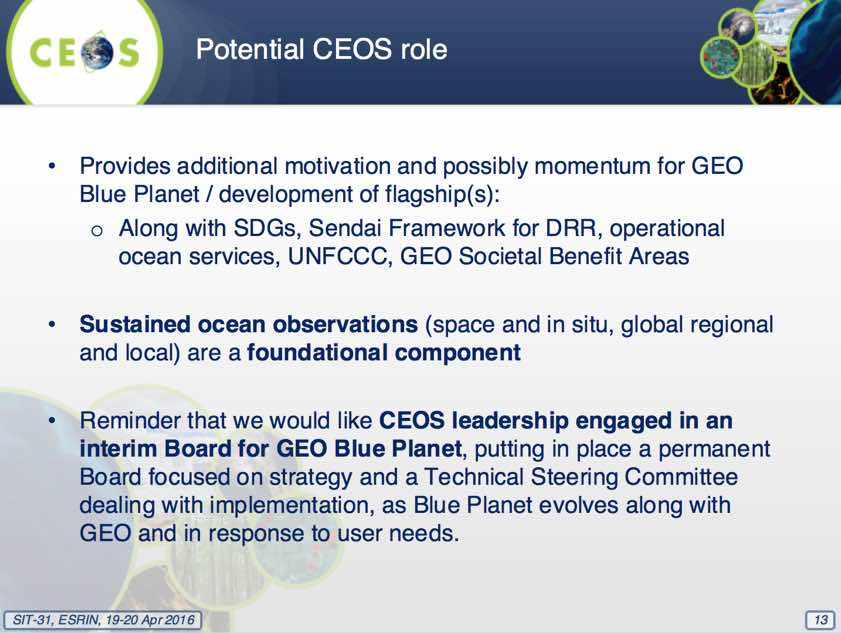 CEOS
Potential CEOS role
• Provides additional motivation and possibly momentum for GEO
Blue Planet / development of flagship(s):
o Along with SDGs, Sendai Framework for DRR, operational
ocean services, UNFCCC, GEO Societal Benefit Areas
• Sustained ocean observations (space and in situ, global regional
and local) are a foundational component
• Reminder that we would like CEOS leadership engaged in an
interim Board for GEO Blue Planet, putting in place a permanent
Board focused on strategy and a Technical Steering Committee
dealing with implementation, as Blue Planet evolves along with
GEO and in response to user needs.
SIT-31, ESRIN, 19-20 Apr 2016
13